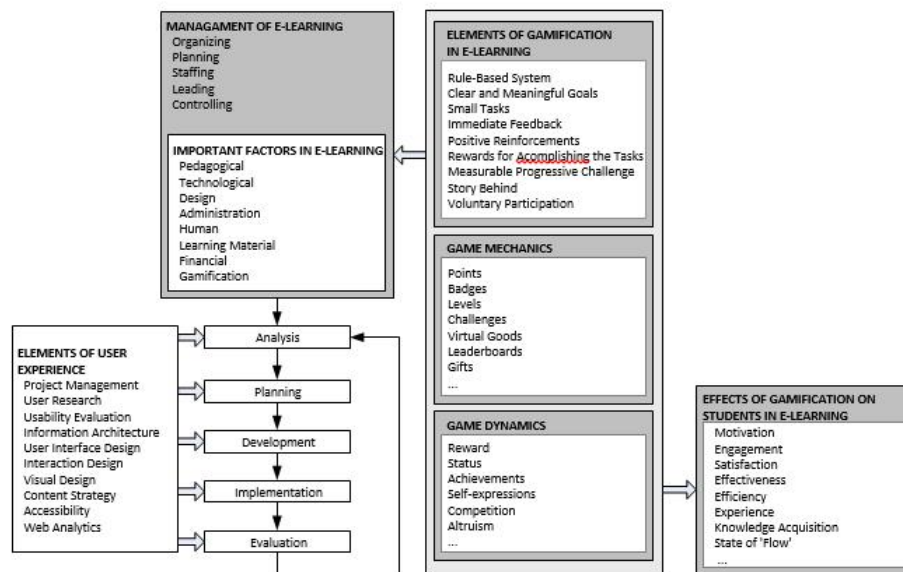 MANAGAMENT OF E-LEARNING
Organizing
Planning
Staffing
Leading
Controlling
IMPORTANT FACTORS IN E-LEARNING
Pedagogical
Technological
Design
Administration
Human
Learning Material
Financial
Gamification
ELEMENTS OF GAMIFICATION
IN E-LEARNING
Rule-Based System
Clear and Meaningful Goals
Small Tasks
Immediate Feedback
Positive Reinforcements
Rewards for Acomplishing the Tasks
Measurable Progressive Challenge
Story Behind
Voluntary Participation
GAME MECHANICS
Points
Badges
Levels
Challenges
Virtual Goods
Leaderboards
Gifts
...
GAME DYNAMICS
Reward
Status
Achievements
Self-expressions
Competition
Altruism
...
ELEMENTS OF USER
EXPERIENCE
Project Management
User Research
Usability Evaluation
Information Architecture
User Interface Design
Interaction Design
Visual Design
Content Strategy
Accessibility
Web Analytics
Analysis
Planning
Development
Implementation
Evaluation
EFFECTS OF GAMIFICATION ON
STUDENTS IN E-LEARNING
Motivation
Engagement
Satisfaction
Effectiveness
Efficiency
Experience
Knowledge Acquisition
State of 'Flow'
...